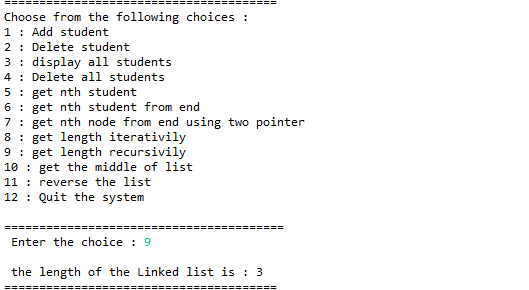 =======================================
Choose from the following choices :
1 : Add student
2 : Delete student
3 : display all students
4 : Delete all students
5 : get nth student
6 : get nth student from end
7 : get nth node from end using two pointer
8 : get length iterativily
9 : get length recursivily
10 : get the middle of list
11 : reverse the list
12 : Quit the system
========================================
Enter the choice : 9
the length of the Linked list is : 3
=======================================